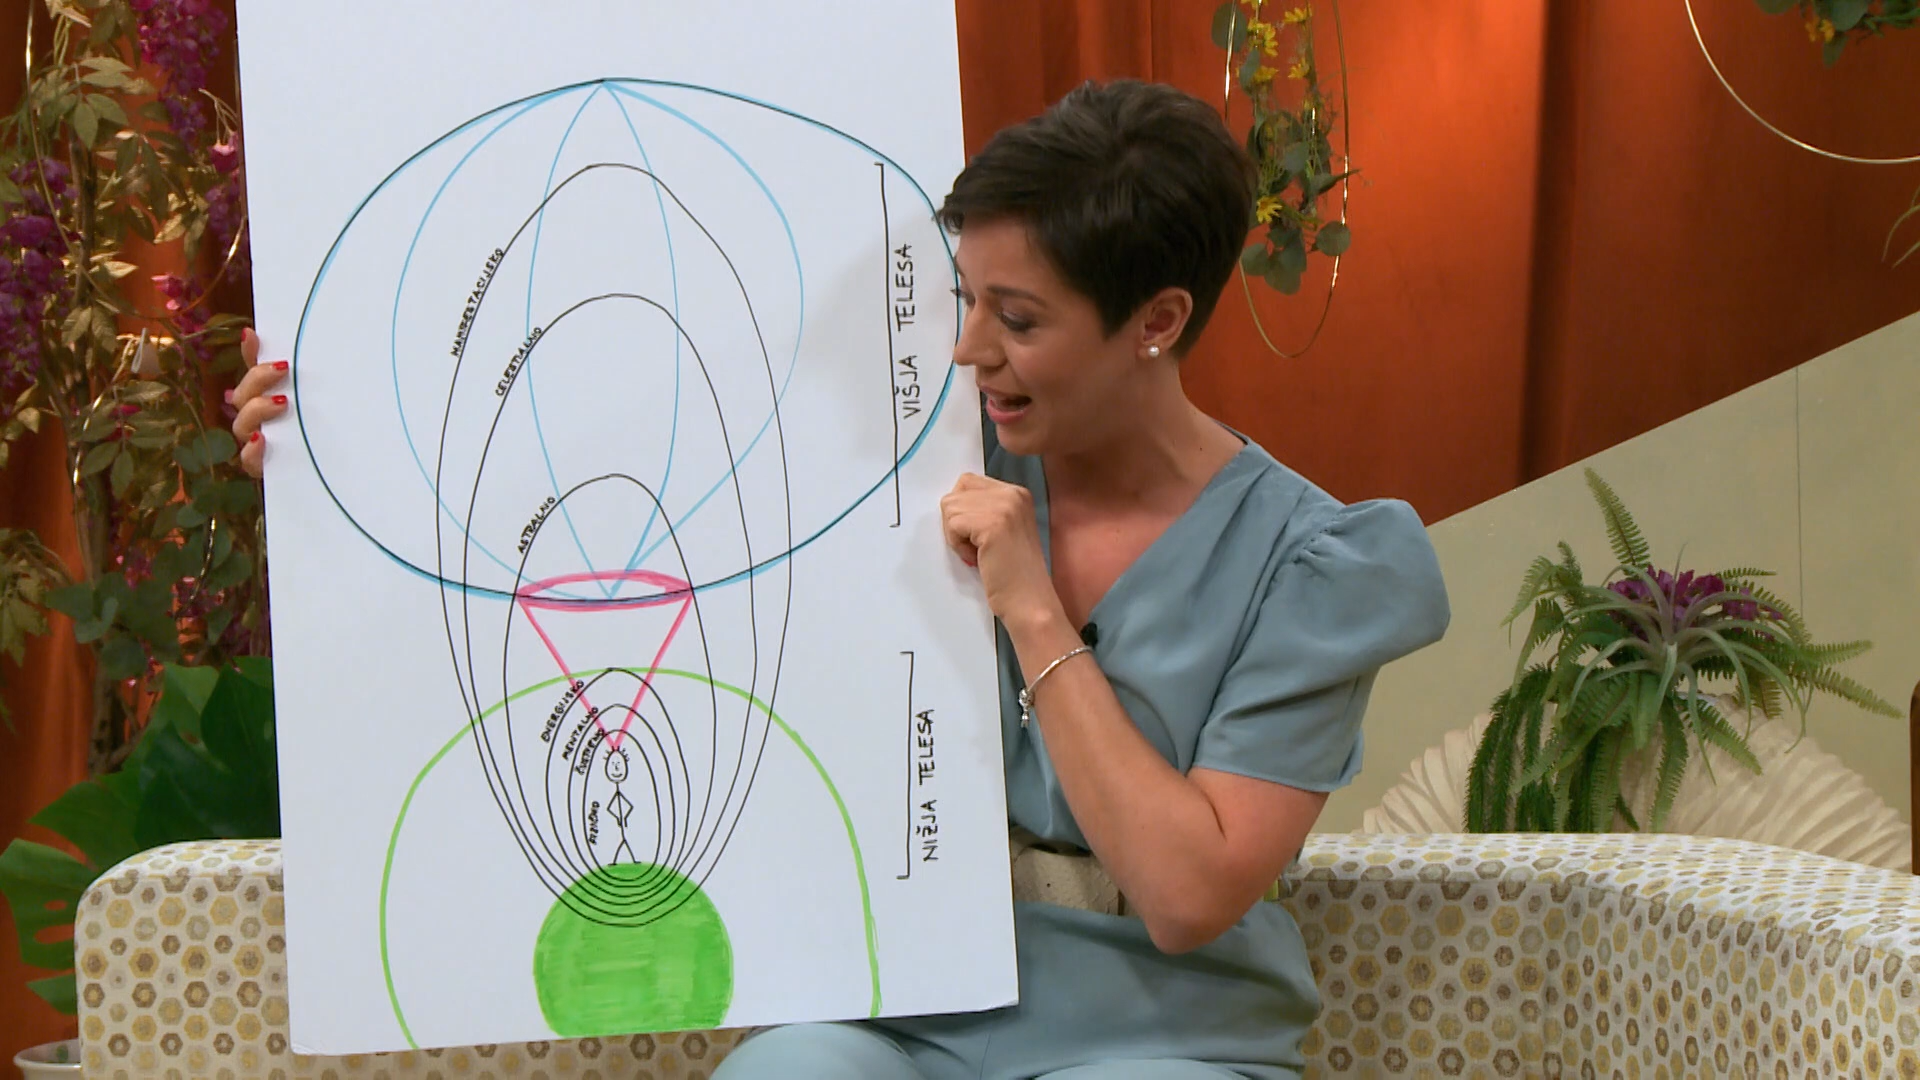 MANIFESTACIJSKO
CELESTIALNO
ASTRALNO
VIŠJA TELESA
ENERGIJSKO
MENTALNO
ČUSTVENO
FIZIČNO
NIŽJA TELESA